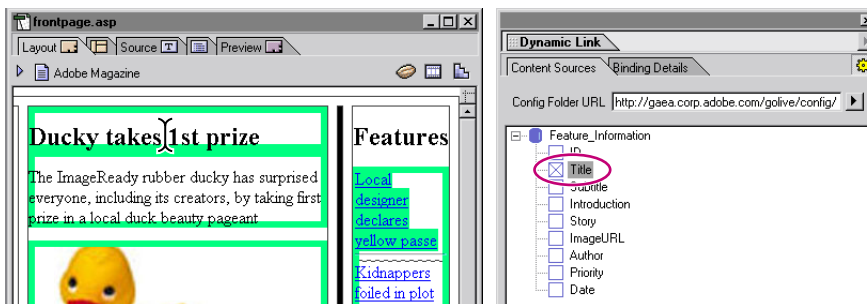 frontpage.asp
Layout Source Preview
Adobe Magazine
Ducky takes 1st prize
The ImageReady rubber ducky has surprised
everyone, including its creators, by taking first
prize in a local duck beauty pageant
Features
Local
designer
declares
yellow passe
Kidnappers
foiled in plot
Dynamic Link
Content Sources Binding Details
Config Folder URL http://gaea.corp.adobe.com/golive/config/
Feature_Information
ID
Title
Subtitle
Introduction
Story
ImageURL
Author
Priority
Date